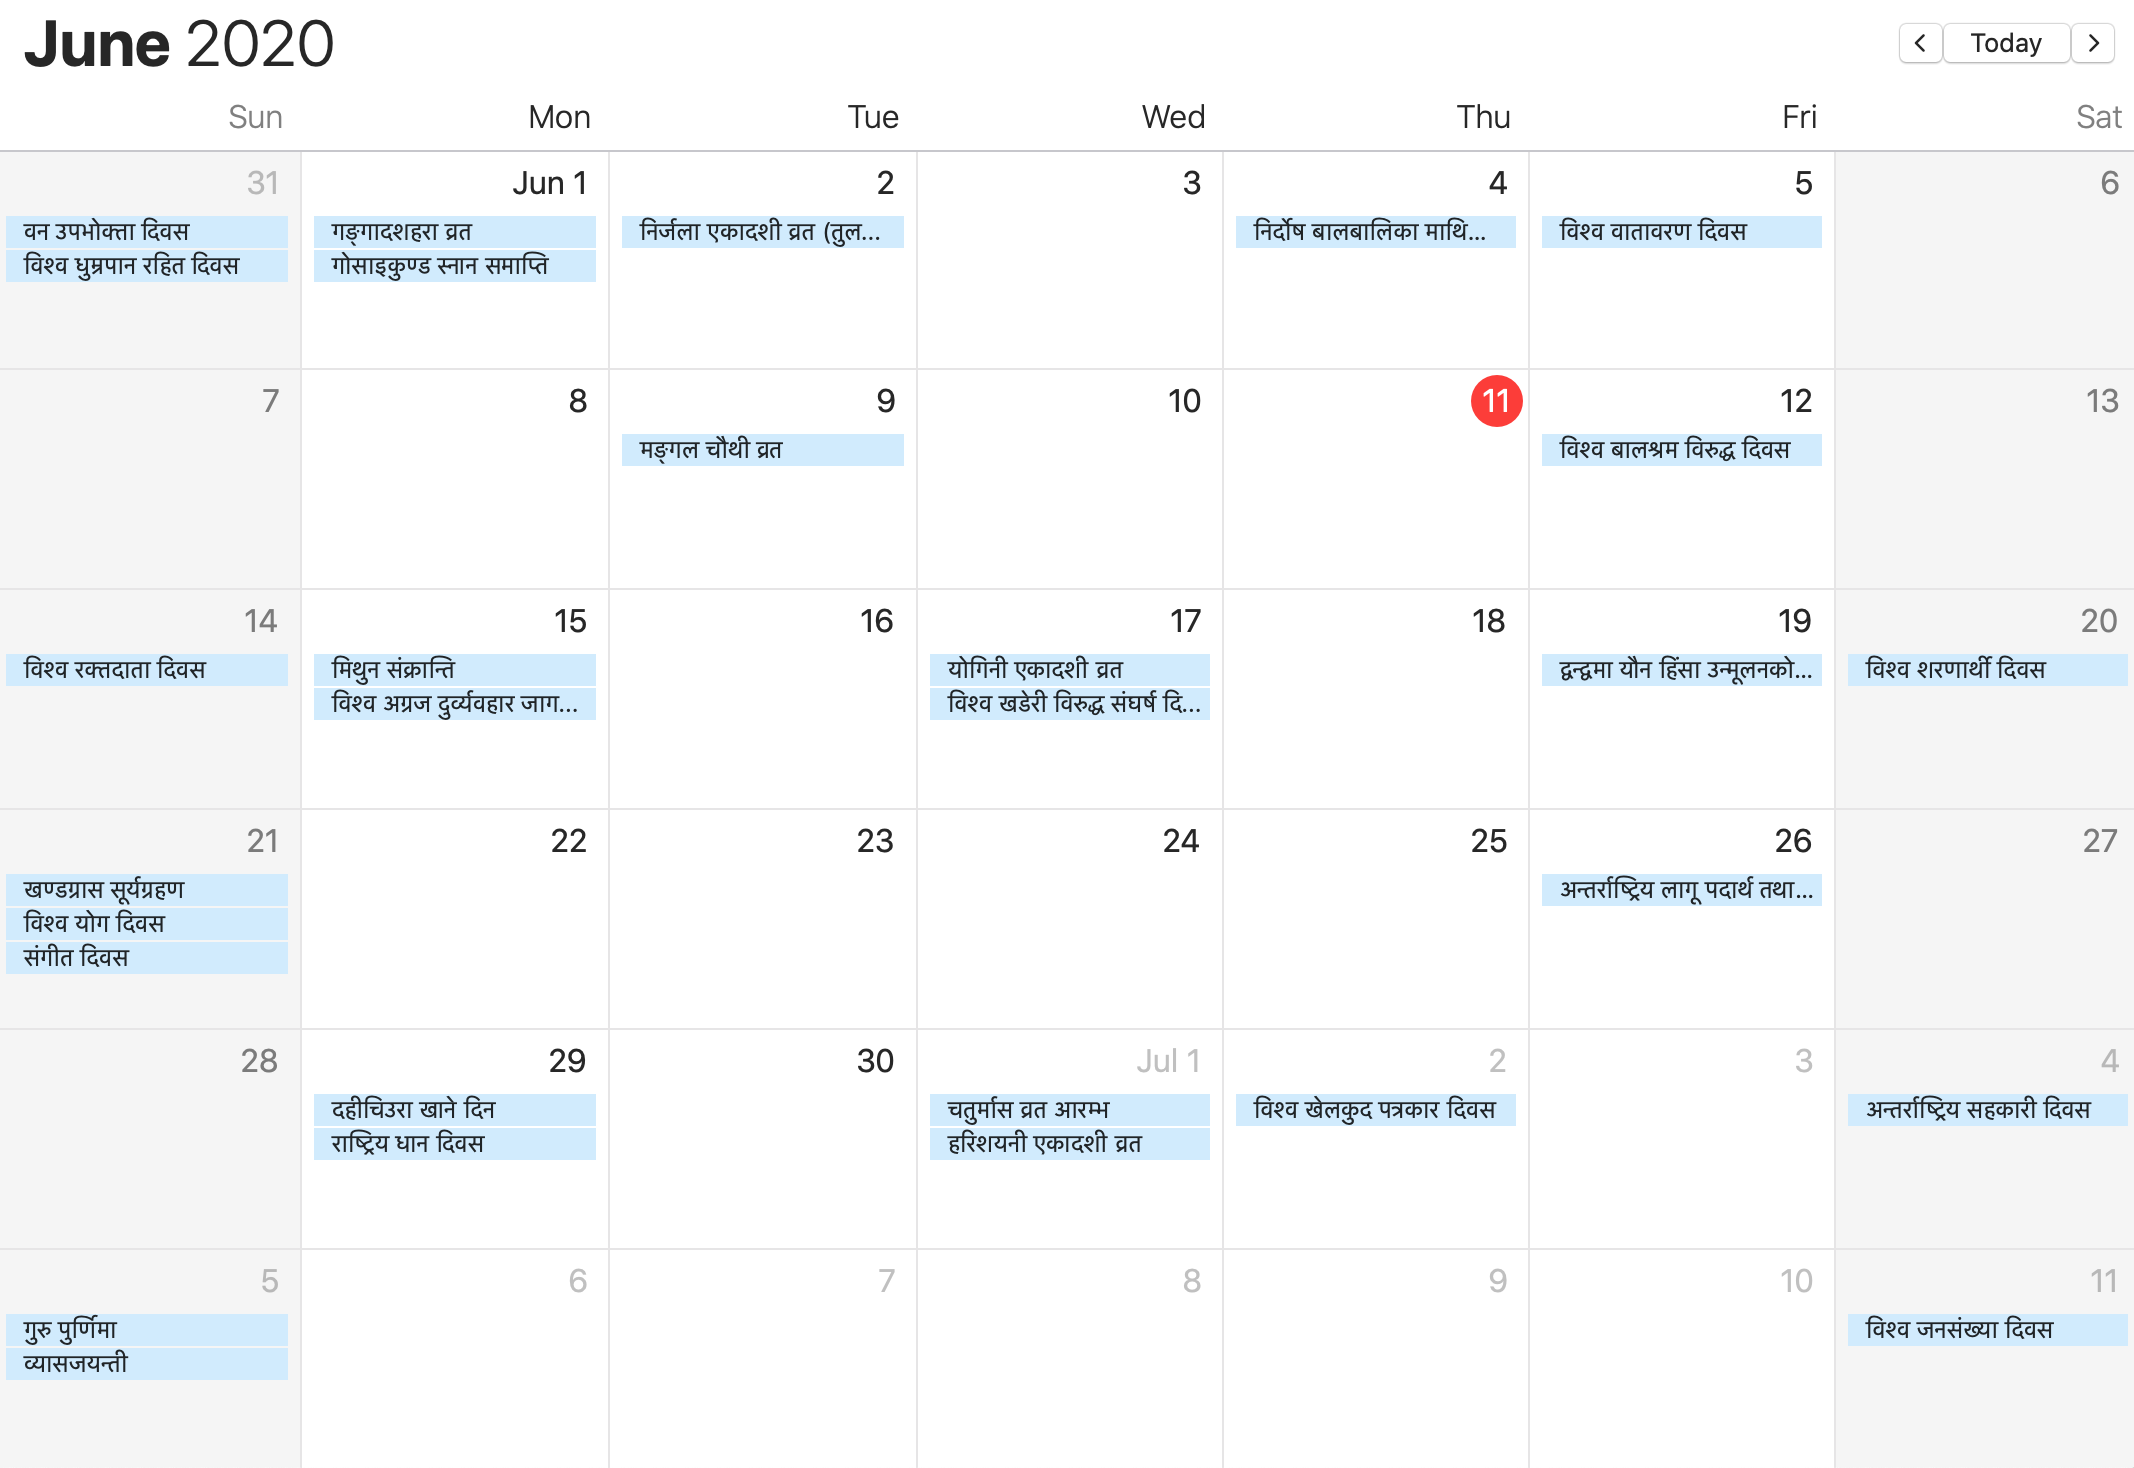 June 2020
Today
Sun Mon Tue Wed Thu Fri Sat
31 Jun 1 2 3 4 5 6
वन उपभोक्ता दिवस गङ्गादशहरा व्रत निर्जला एकादशी व्रत (तुल... निर्दोष बालबालिका माथि... विश्व वातावरण दिवस
विश्व धुम्रपान रहित दिवस गोसाइकुण्ड स्नान समाप्ति
7 8 9 10 11 12 13
मङ्गल चौथी व्रत विश्व बालश्रम विरुद्ध दिवस
14 15 16 17 18 19 20
विश्व रक्तदाता दिवस मिथुन संक्रान्ति योगिनी एकादशी व्रत द्वन्द्वमा यौन हिंसा उन्मूलनको... विश्व शरणार्थी दिवस
विश्व अग्रज दुर्व्यवहार जाग... विश्व खडेरी विरुद्ध संघर्ष दि...
21 22 23 24 25 26 27
खण्डग्रास सूर्यग्रहण अन्तर्राष्ट्रिय लागू पदार्थ तथा...
विश्व योग दिवस
संगीत दिवस
28 29 30 Jul 1 2 3 4
दहीचिउरा खाने दिन चतुर्मास व्रत आरम्भ विश्व खेलकुद पत्रकार दिवस अन्तर्राष्ट्रिय सहकारी दिवस
राष्ट्रिय धान दिवस हरिशयनी एकादशी व्रत
5 6 7 8 9 10 11
गुरु पुर्णिमा विश्व जनसंख्या दिवस
व्यासजयन्ती